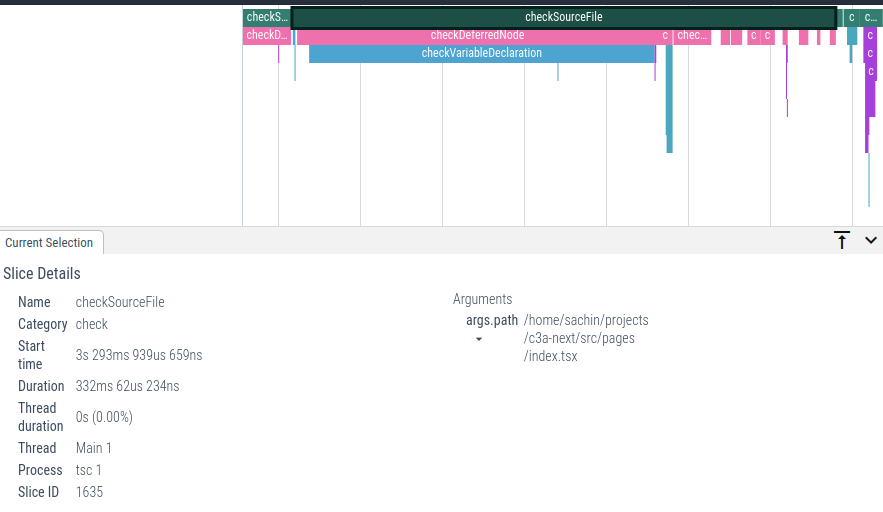 checkS... checkSourceFile c c...
checkD... checkDeferredNode c chec... c c c
checkVariableDeclaration c
c
Current Selection
Slice Details
Name checkSourceFile
Category check
Start time 3s 293ms 939us 659ns
Duration 332ms 62us 234ns
Thread duration 0s (0.00%)
Thread Main 1
Process tsc 1
Slice ID 1635
Arguments
args.path /home/sachin/projects
/c3a-next/src/pages
/index.tsx